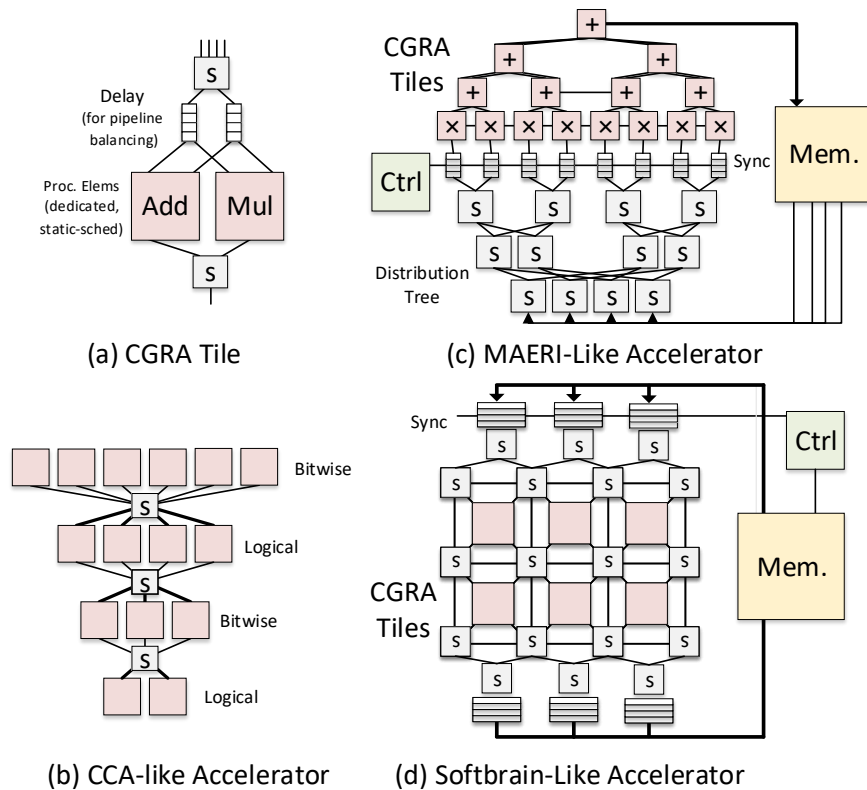 S
Delay
(for pipeline
balancing)
Proc. Elems
(dedicated,
static-sched)
Add Mul
S
(a) CGRA Tile
+
CGRA
Tiles
+ +
+ + + +
× × × × × × × ×
Ctrl
Sync
Mem.
S S S S
S S S S
Distribution
Tree
S S S S
(c) MAERI-Like Accelerator
Bitwise
S
Logical
S
Bitwise
S
Logical
(b) CCA-like Accelerator
Sync
Ctrl
S S S
S S S S
S S S S
CGRA
Tiles
Mem.
S S S S
S S S
(d) Softbrain-Like Accelerator